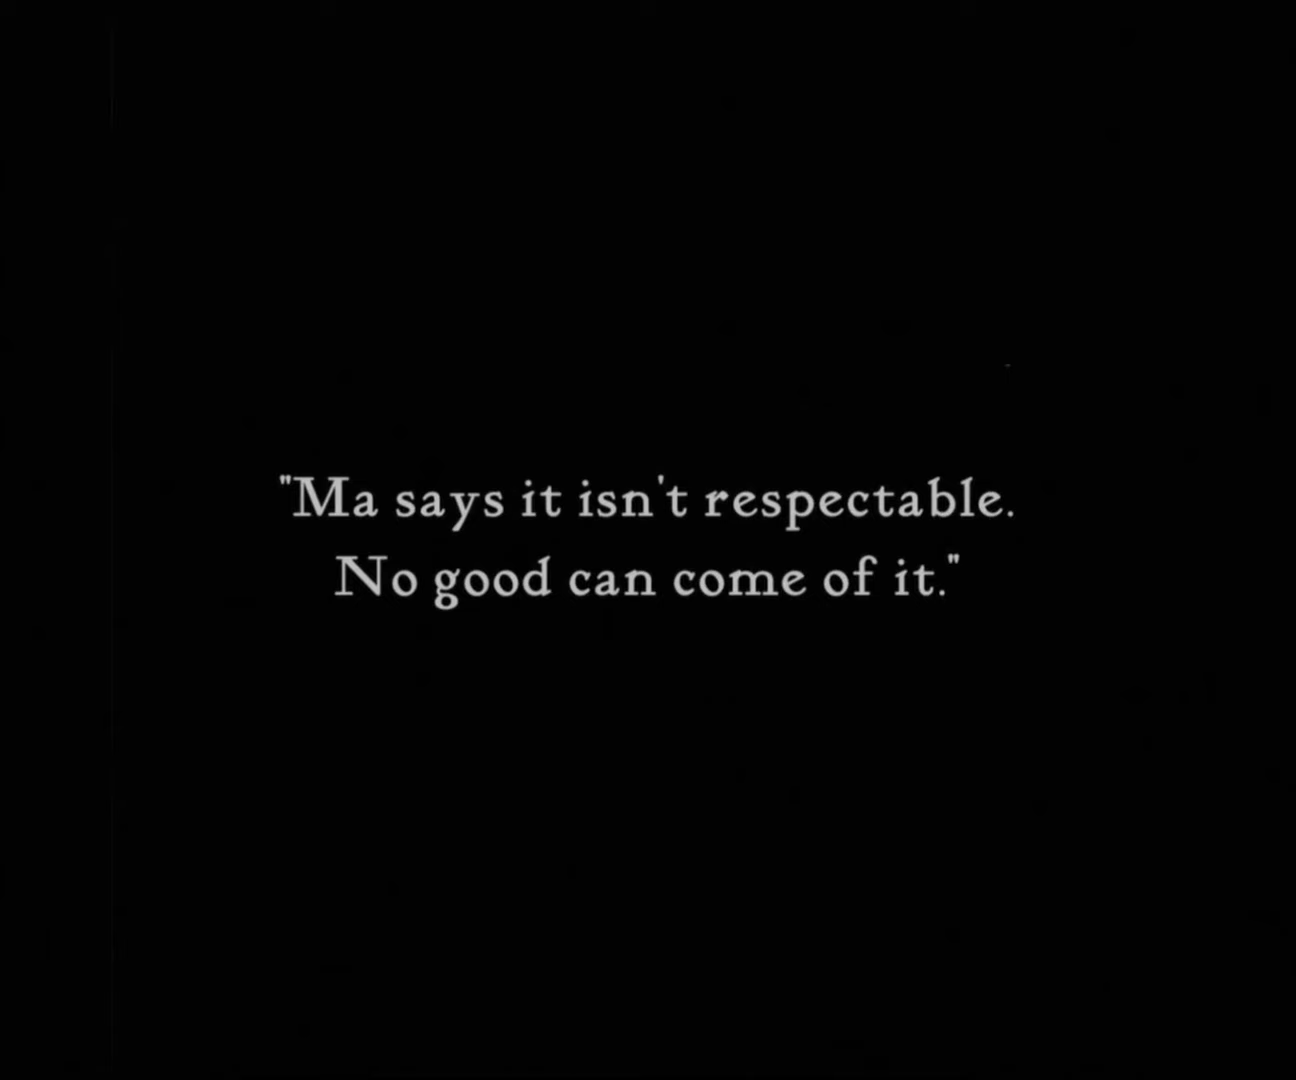 "Ma says it isn't respectable.
No good can come of it."